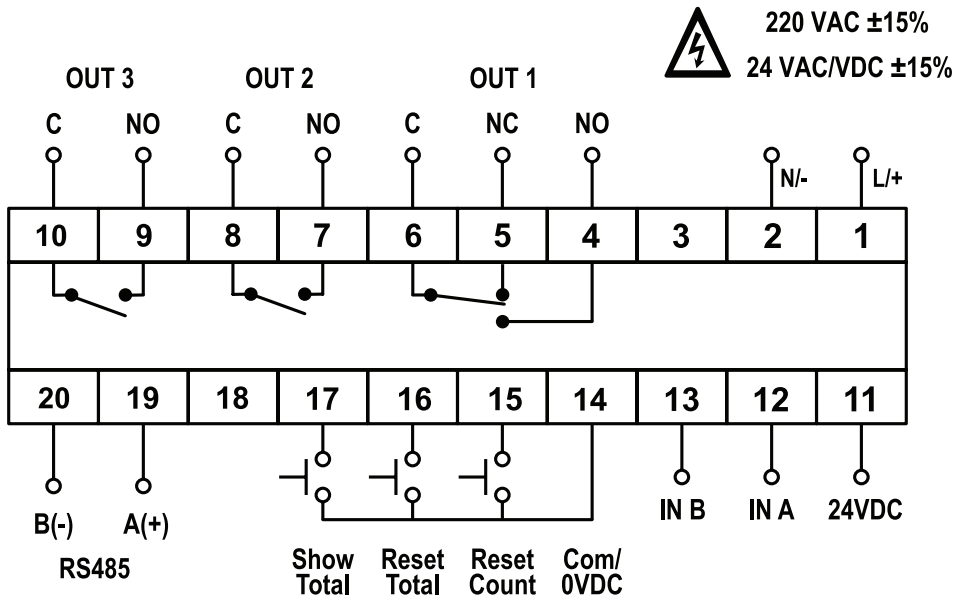 220 VAC ±15%
24 VAC/VDC ±15%
OUT 3 OUT 2 OUT 1
C NO C NO C NC NO
N/- L/+
10 9 8 7 6 5 4 3 2 1
20 19 18 17 16 15 14 13 12 11
B(-) A(+) IN B IN A 24VDC
RS485
Show Reset Reset Com/
Total Total Count 0VDC